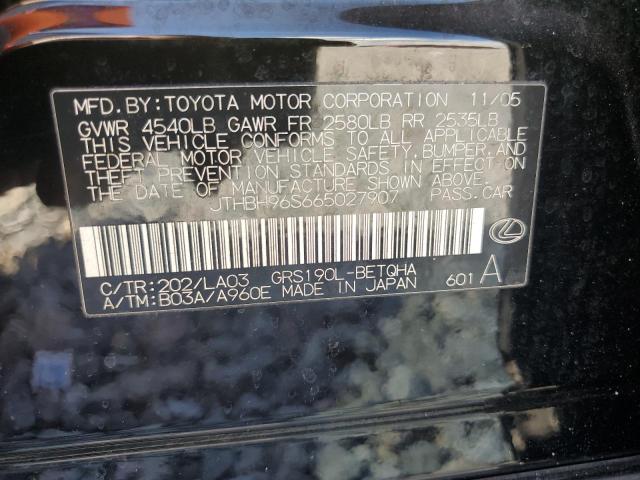 MFD.BY:TOYOTA MOTOR CORPORATION 11/05
GVWR 4540LB GAWR FR 2580LB RR 2535LB
THIS VEHICLE CONFORMS TO ALL APPLICABLE
FEDERAL MOTOR VEHICLE SAFETY,BUMPER,AND
THEFT PREVENTION STANDARDS IN EFFECT ON
THE DATE OF MANUFACTURE SHOWN ABOVE.
JTHBH96S665027907 PASS.CAR
C/TR:202/LA03 GRS190L-BETQHA
A/TM:B03A/A960E MADE IN JAPAN 601 A